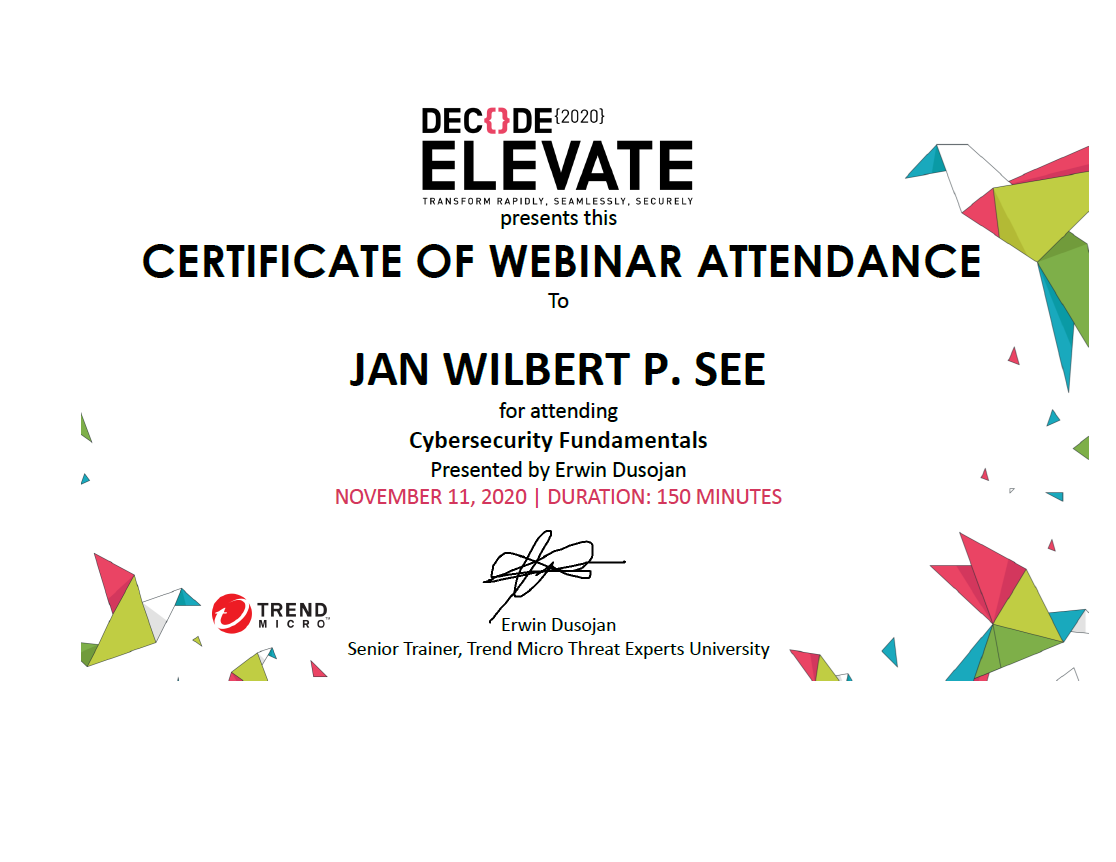 DEC{}DE {2020}
ELEVATE
TRANSFORM RAPIDLY, SEAMLESSLY, SECURELY
presents this
CERTIFICATE OF WEBINAR ATTENDANCE
To
JAN WILBERT P. SEE
for attending
Cybersecurity Fundamentals
Presented by Erwin Dusojan
NOVEMBER 11, 2020 | DURATION: 150 MINUTES
TREND
MICRO™
Erwin Dusojan
Senior Trainer, Trend Micro Threat Experts University